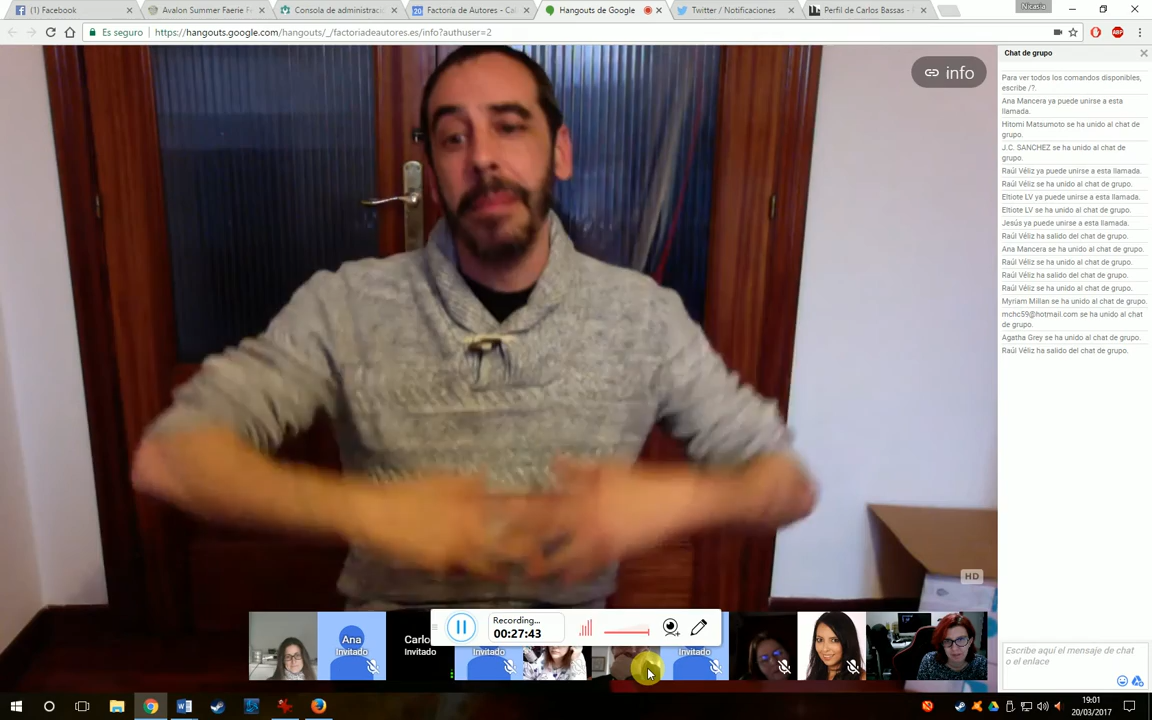 (1) Facebook
Avalon Summer Faerie F
Consola de administraci
Factoría de Autores - Cal
Hangouts de Google
Twitter / Notificaciones
Perfil de Carlos Bassas -
Nicasia
Es seguro
https://hangouts.google.com/hangouts/_/factoriadeautores.es/info?authuser=2
ABP
info
Chat de grupo
Para ver todos los comandos disponibles,
escribe /?.
Ana Mancera ya puede unirse a esta
llamada.
Hitomi Matsumoto se ha unido al chat de
grupo.
J.C. SANCHEZ se ha unido al chat de
grupo.
Raúl Véliz ya puede unirse a esta llamada.
Raúl Véliz se ha unido al chat de grupo.
Eltiote LV ya puede unirse a esta llamada.
Eltiote LV se ha unido al chat de grupo.
Jesús ya puede unirse a esta llamada.
Raúl Véliz ha salido del chat de grupo.
Ana Mancera se ha unido al chat de grupo.
Raúl Véliz se ha unido al chat de grupo.
Raúl Véliz ha salido del chat de grupo.
Raúl Véliz se ha unido al chat de grupo.
Myriam Millan se ha unido al chat de grupo.
mchc59@hotmail.com se ha unido al chat
de grupo.
Agatha Grey se ha unido al chat de grupo.
Raúl Véliz ha salido del chat de grupo.
HD
Recording...
00:27:43
Ana
Invitado
Carlo
Invitado
Invitado
Invitado
Escribe aquí el mensaje de chat
o el enlace
19:01
20/03/2017